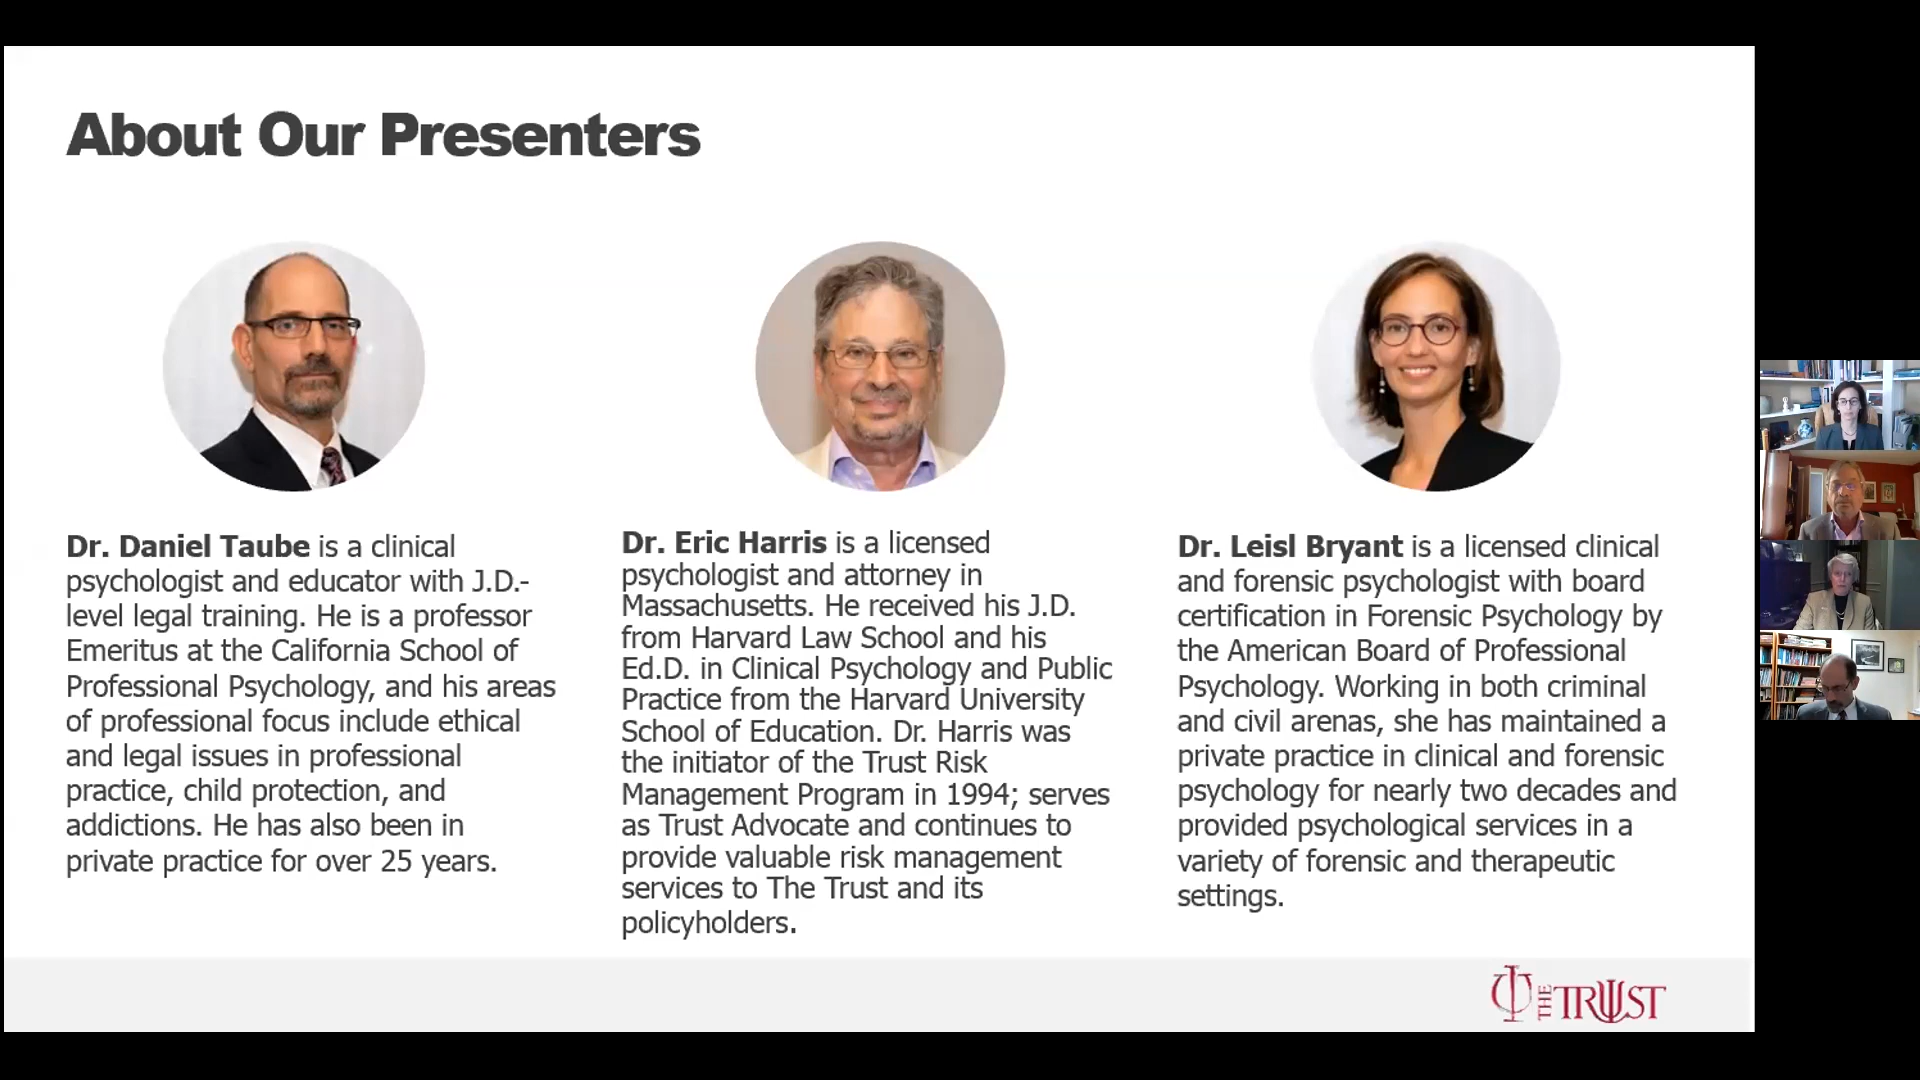 About Our Presenters
Dr. Daniel Taube is a clinical
psychologist and educator with J.D.-
level legal training. He is a professor
Emeritus at the California School of
Professional Psychology, and his areas
of professional focus include ethical
and legal issues in professional
practice, child protection, and
addictions. He has also been in
private practice for over 25 years.
Dr. Eric Harris is a licensed
psychologist and attorney in
Massachusetts. He received his J.D.
from Harvard Law School and his
Ed.D. in Clinical Psychology and Public
Practice from the Harvard University
School of Education. Dr. Harris was
the initiator of the Trust Risk
Management Program in 1994; serves
as Trust Advocate and continues to
provide valuable risk management
services to The Trust and its
policyholders.
Dr. Leisl Bryant is a licensed clinical
and forensic psychologist with board
certification in Forensic Psychology by
the American Board of Professional
Psychology. Working in both criminal
and civil arenas, she has maintained a
private practice in clinical and forensic
psychology for nearly two decades and
provided psychological services in a
variety of forensic and therapeutic
settings.
THE TRUST